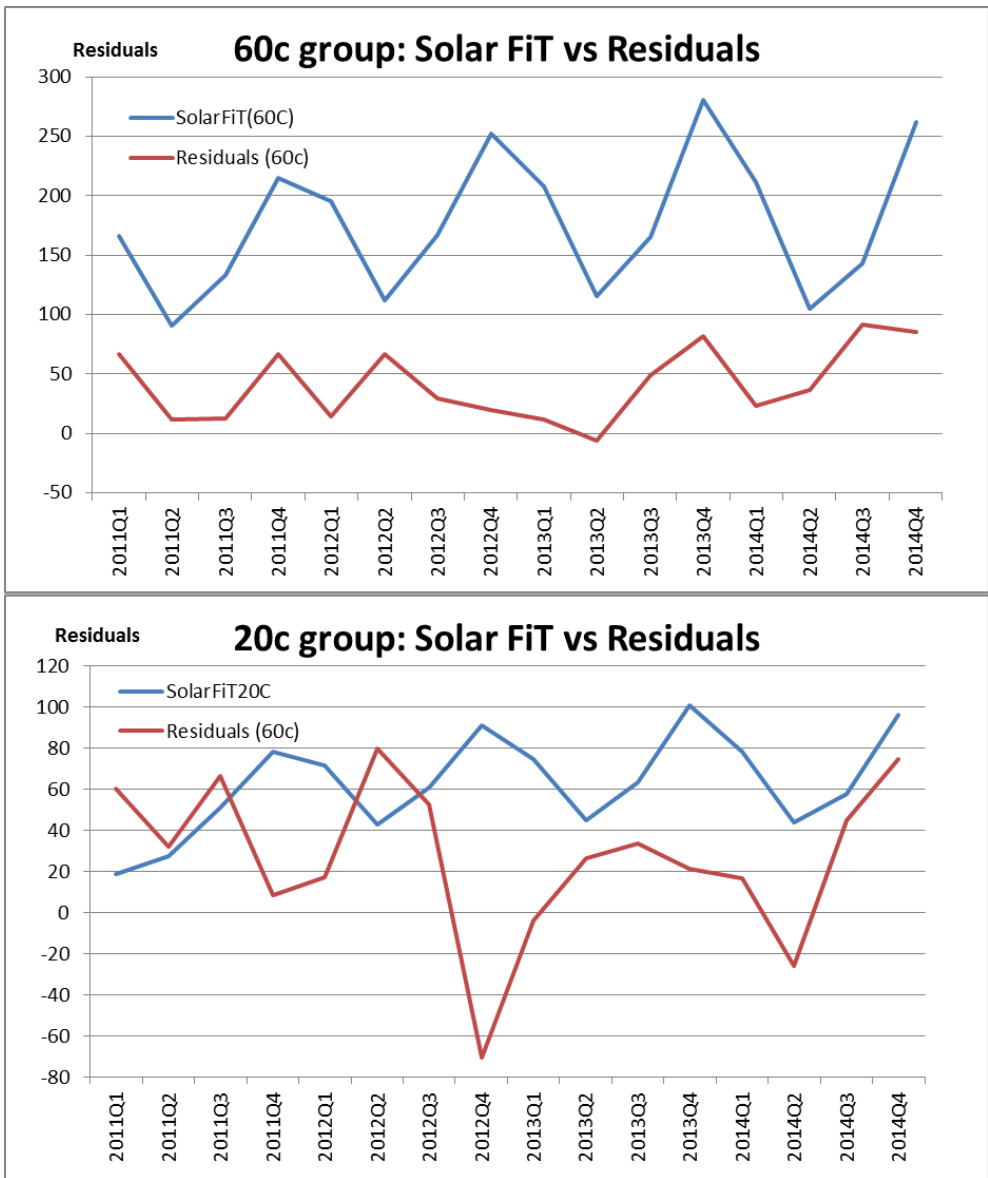 Residuals
60c group: Solar FiT vs Residuals
300
SolarFiT(60C)
250
Residuals (60c)
200
150
100
50
0
-50
2011Q1
2011Q2
2011Q3
2011Q4
2012Q1
2012Q2
2012Q3
2012Q4
2013Q1
2013Q2
2013Q3
2013Q4
2014Q1
2014Q2
2014Q3
2014Q4
Residuals
20c group: Solar FiT vs Residuals
120
SolarFiT20C
100
Residuals (60c)
80
60
40
20
0
-20
-40
-60
-80
2011Q1
2011Q2
2011Q3
2011Q4
2012Q1
2012Q2
2012Q3
2012Q4
2013Q1
2013Q2
2013Q3
2013Q4
2014Q1
2014Q2
2014Q3
2014Q4